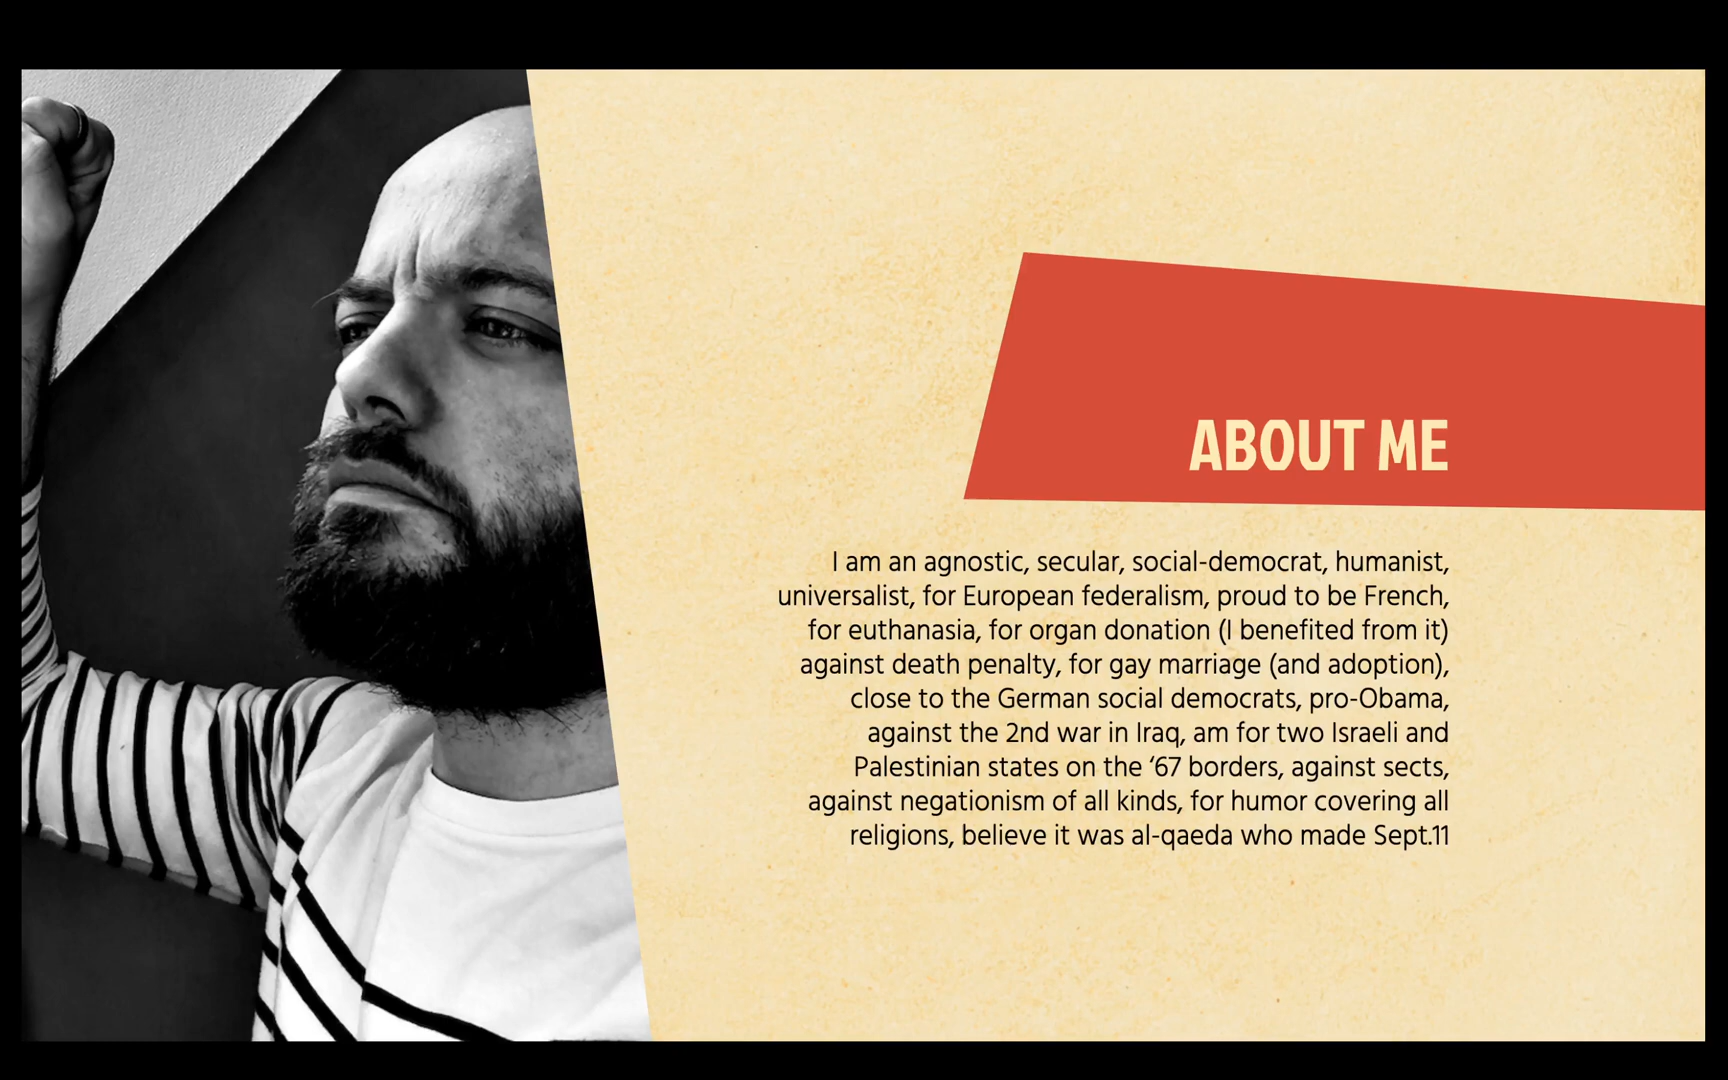 ABOUT ME
I am an agnostic, secular, social-democrat, humanist,
universalist, for European federalism, proud to be French,
for euthanasia, for organ donation (I benefited from it)
against death penalty, for gay marriage (and adoption),
close to the German social democrats, pro-Obama,
against the 2nd war in Iraq, am for two Israeli and
Palestinian states on the ‘67 borders, against sects,
against negationism of all kinds, for humor covering all
religions, believe it was al-qaeda who made Sept.11